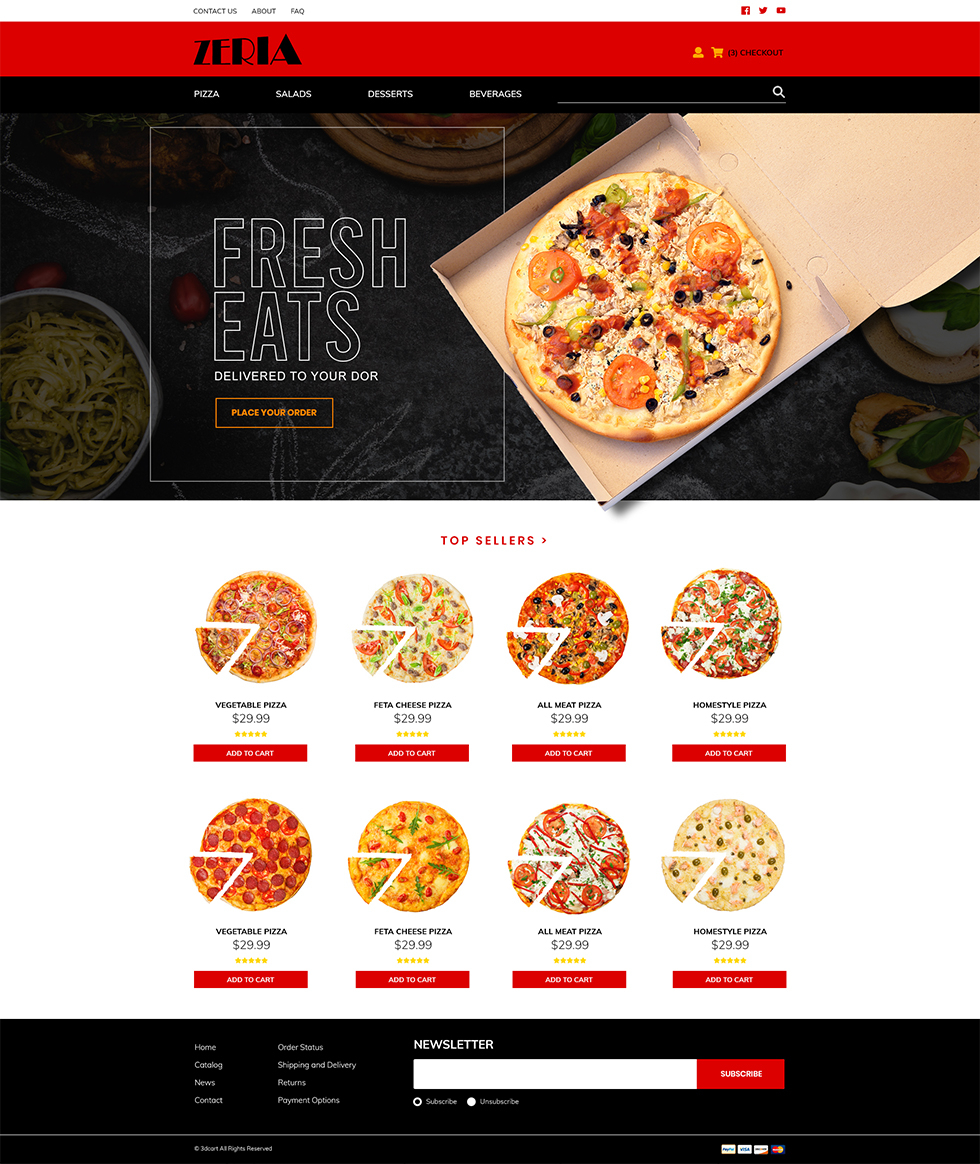 CONTACT US ABOUT FAQ
ZERIA
(3) CHECKOUT
PIZZA SALADS DESSERTS BEVERAGES
FRESH
EATS
DELIVERED TO YOUR DOR
PLACE YOUR ORDER
TOP SELLERS >
VEGETABLE PIZZA FETA CHEESE PIZZA ALL MEAT PIZZA HOMESTYLE PIZZA
$29.99 $29.99 $29.99 $29.99
ADD TO CART ADD TO CART ADD TO CART ADD TO CART
VEGETABLE PIZZA FETA CHEESE PIZZA ALL MEAT PIZZA HOMESTYLE PIZZA
$29.99 $29.99 $29.99 $29.99
ADD TO CART ADD TO CART ADD TO CART ADD TO CART
Home
Catalog
News
Contact
Order Status
Shipping and Delivery
Returns
Payment Options
NEWSLETTER
SUBSCRIBE
Subscribe Unsubscribe
© 3dcart All Rights Reserved
PayPal VISA